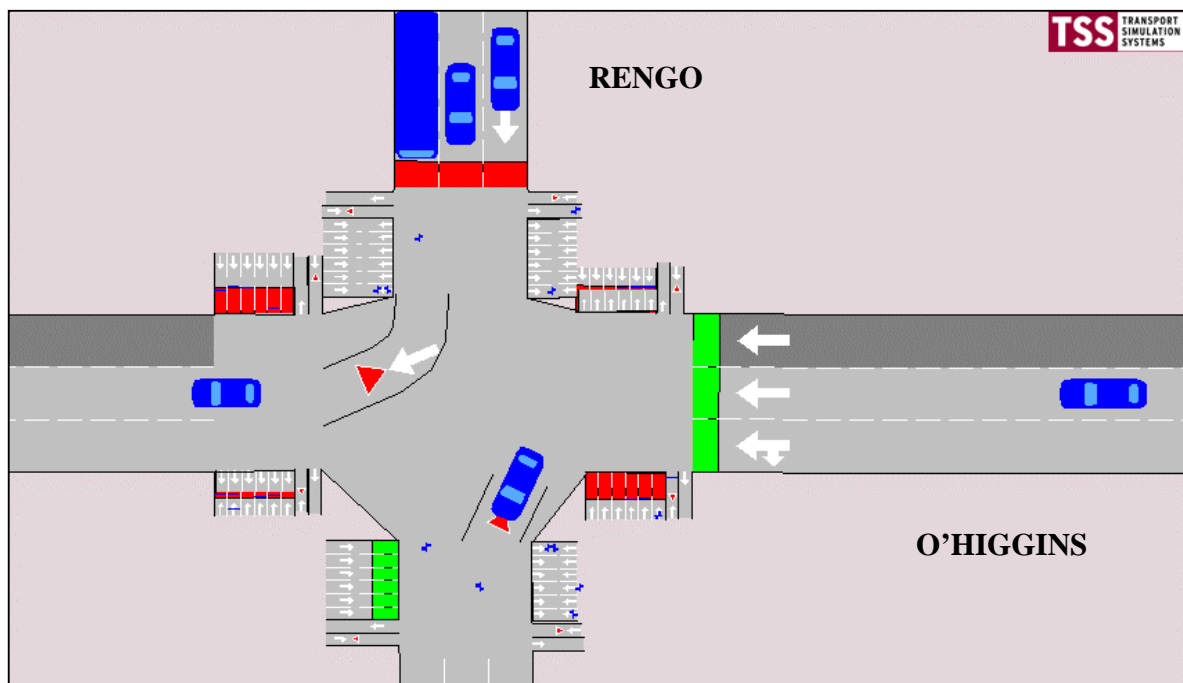 TSS TRANSPORT
SIMULATION
SYSTEMS
RENGO
O’HIGGINS